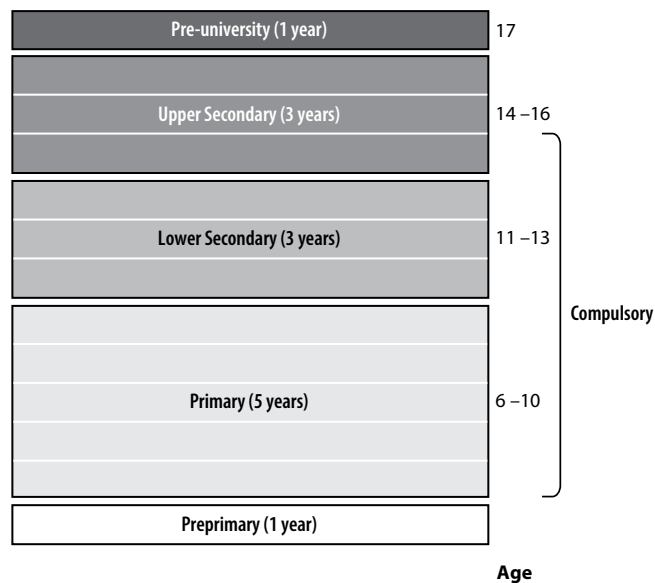 Pre-university (1 year) 17
Upper Secondary (3 years) 14 –16
Lower Secondary (3 years) 11 –13
Compulsory
Primary (5 years) 6 –10
Preprimary (1 year)
Age